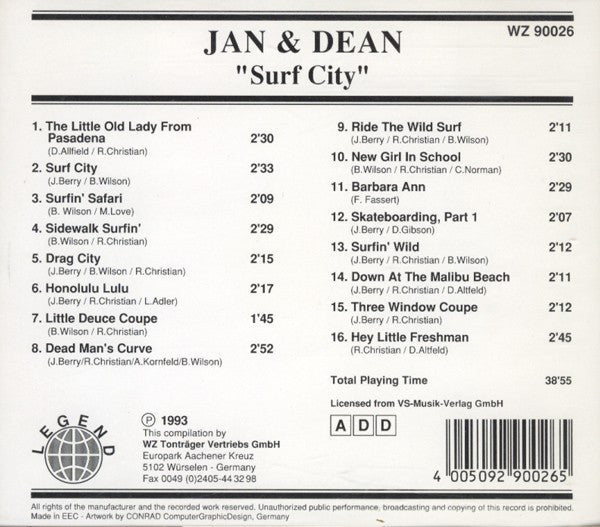 JAN & DEAN
WZ 90026
"Surf City"
1. The Little Old Lady From
Pasadena 2'30
(D.Allfield / R.Christian)
2. Surf City 2'33
(J.Berry / B.Wilson)
3. Surfin' Safari 2'09
(B. Wilson / M.Love)
4. Sidewalk Surfin' 2'29
(B.Wilson / R.Christian)
5. Drag City 2'15
(J.Berry / B.Wilson / R.Christian)
6. Honolulu Lulu 2'17
(J.Berry / R.Christian / L.Adler)
7. Little Deuce Coupe 1'45
(B.Wilson / R.Christian)
8. Dead Man's Curve 2'52
(J.Berry/R.Christian/A.Kornfeld/B.Wilson)
9. Ride The Wild Surf 2'11
(J.Berry / R.Christian / B.Wilson)
10. New Girl In School 2'30
(B.Wilson / R.Christian / C.Norman)
11. Barbara Ann 2'29
(F. Fassert)
12. Skateboarding, Part 1 2'07
(J.Berry / D.Gibson)
13. Surfin' Wild 2'12
(J.Berry / R.Christian / B.Wilson)
14. Down At The Malibu Beach 2'11
(J.Berry / R.Christian / D.Altfeld)
15. Three Window Coupe 2'12
(J.Berry / R.Christian)
16. Hey Little Freshman 2'45
(R.Christian / D.Altfeld)
Total Playing Time 38'55
Licensed from VS-Musik-Verlag GmbH
ADD
LEGEND
℗ 1993
This compilation by
WZ Tonträger Vertriebs GmbH
Europark Aachener Kreuz
5102 Würselen - Germany
Fax 0049 (0)2405-44 32 98
4 005092 900265
All rights of the manufacturer and the recorded work reserved. Unauthorized public performance, broadcasting and copying of this record is prohibited.
Made in EEC - Artwork by CONRAD ComputerGraphicDesign, Germany